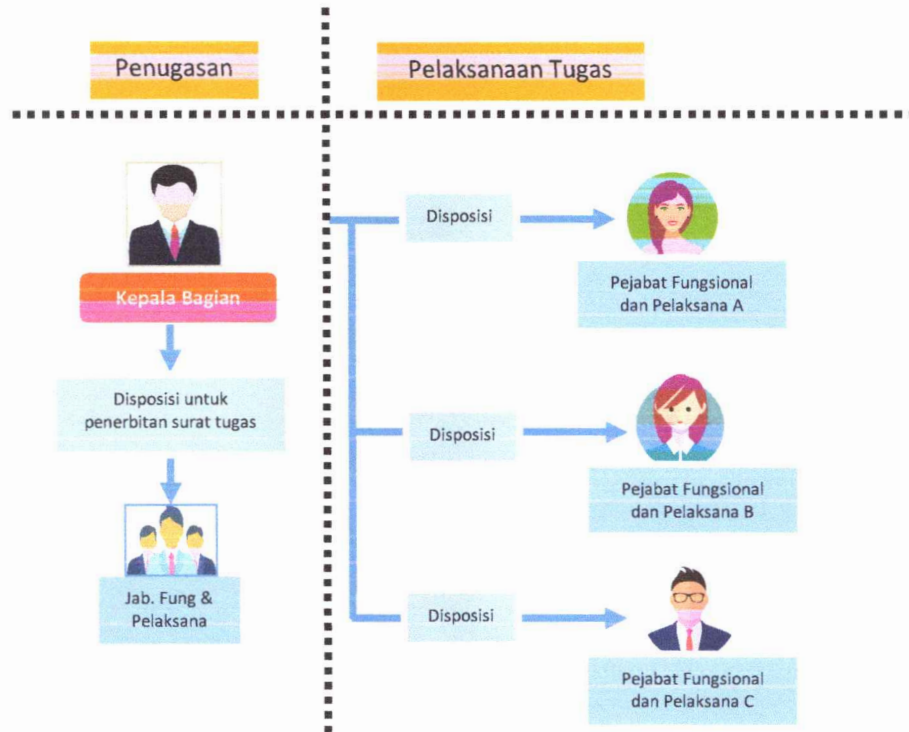 Penugasan
Pelaksanaan Tugas
Kepala Bagian
Disposisi untuk
penerbitan surat tugas
Jab. Fung &
Pelaksana
Disposisi
Pejabat Fungsional
dan Pelaksana A
Disposisi
Pejabat Fungsional
dan Pelaksana B
Disposisi
Pejabat Fungsional
dan Pelaksana C